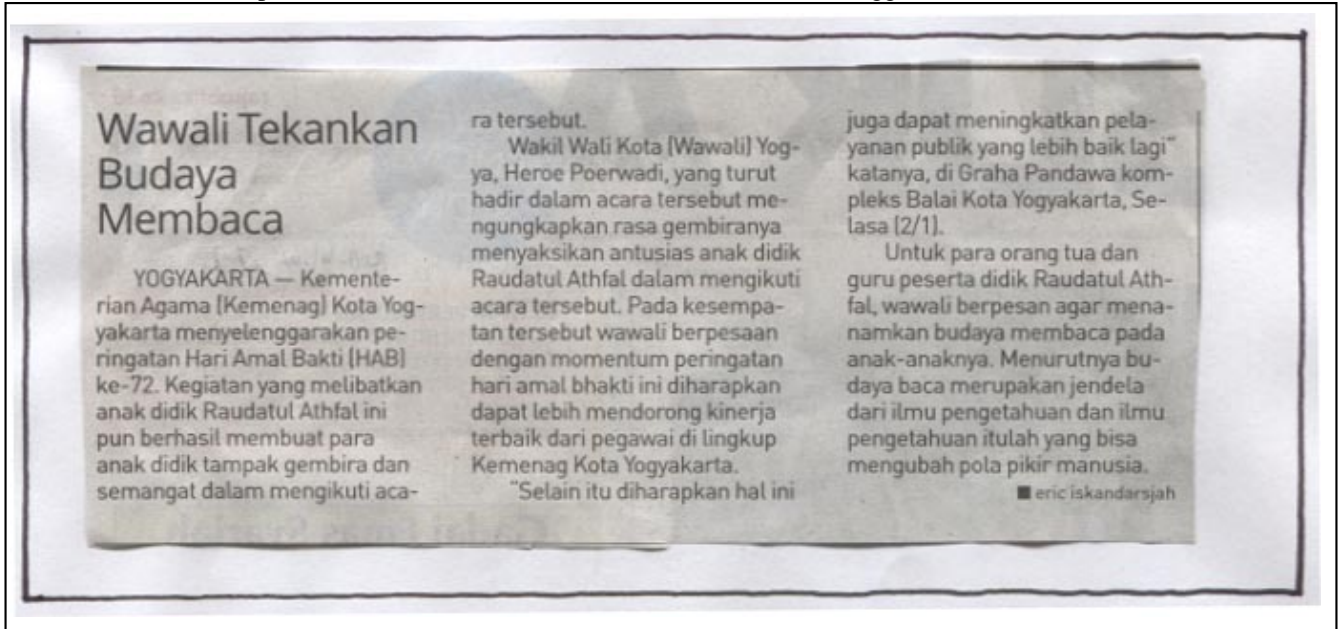 Wawali Tekankan
Budaya
Membaca
YOGYAKARTA — Kemente-
rian Agama (Kemenag) Kota Yog-
yakarta menyelenggarakan pe-
ringatan Hari Amal Bakti (HAB)
ke-72. Kegiatan yang melibatkan
anak didik Raudatul Athfal ini
pun berhasil membuat para
anak didik tampak gembira dan
semangat dalam mengikuti aca-
ra tersebut.
Wakil Wali Kota (Wawali) Yog-
ya, Heroe Poerwadi, yang turut
hadir dalam acara tersebut me-
ngungkapkan rasa gembiranya
menyaksikan antusias anak didik
Raudatul Athfal dalam mengikuti
acara tersebut. Pada kesempa-
tan tersebut wawali berpesaan
dengan momentum peringatan
hari amal bhakti ini diharapkan
dapat lebih mendorong kinerja
terbaik dari pegawai di lingkup
Kemenag Kota Yogyakarta.
"Selain itu diharapkan hal ini
juga dapat meningkatkan pela-
yanan publik yang lebih baik lagi"
katanya, di Graha Pandawa kom-
pleks Balai Kota Yogyakarta, Se-
lasa (2/1).
Untuk para orang tua dan
guru peserta didik Raudatul Ath-
fal, wawali berpesan agar mena-
namkan budaya membaca pada
anak-anaknya. Menurutnya bu-
daya baca merupakan jendela
dari ilmu pengetahuan dan ilmu
pengetahuan itulah yang bisa
mengubah pola pikir manusia.
■ eric iskandarsjah